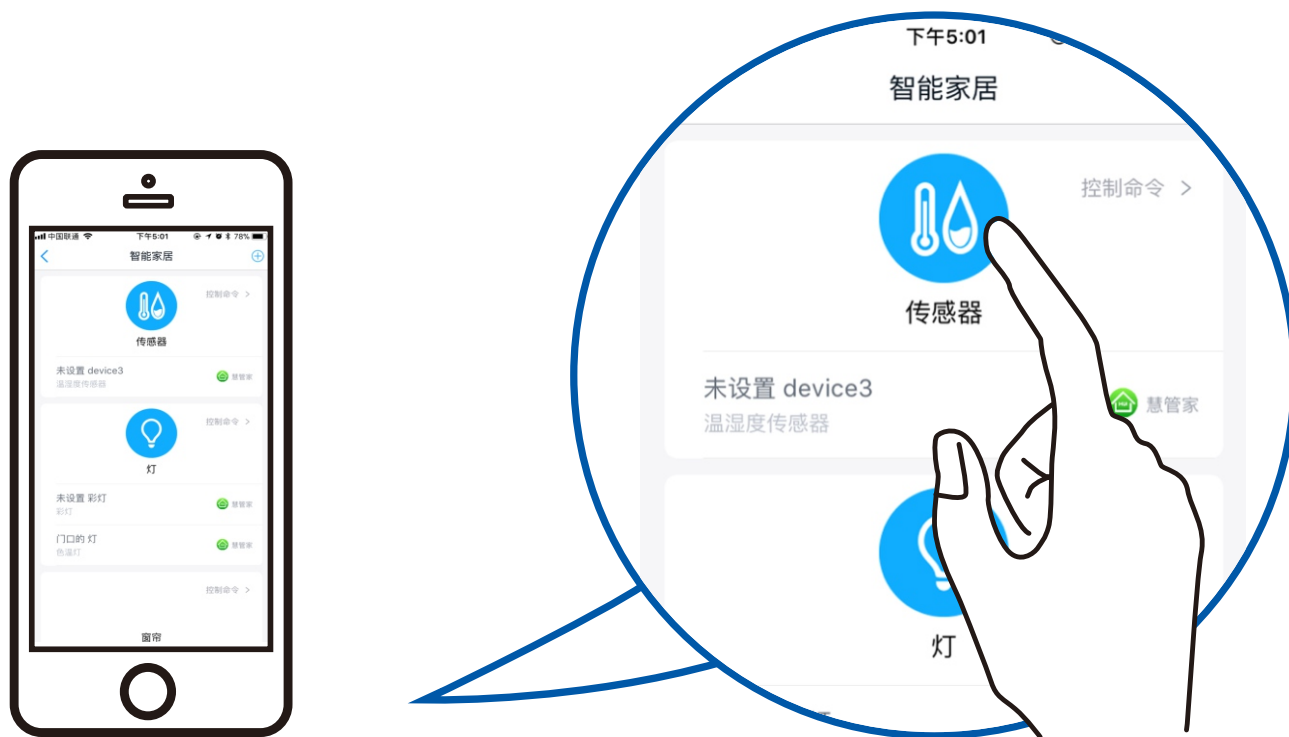 中国联通 下午5:01 78%
智能家居
控制命令 >
传感器
未设置 device3
温湿度传感器
慧管家
控制命令 >
灯
未设置 彩灯
彩灯
慧管家
门口的 灯
色温灯
慧管家
控制命令 >
窗帘
下午5:01
智能家居
控制命令 >
传感器
未设置 device3
温湿度传感器
慧管家
灯